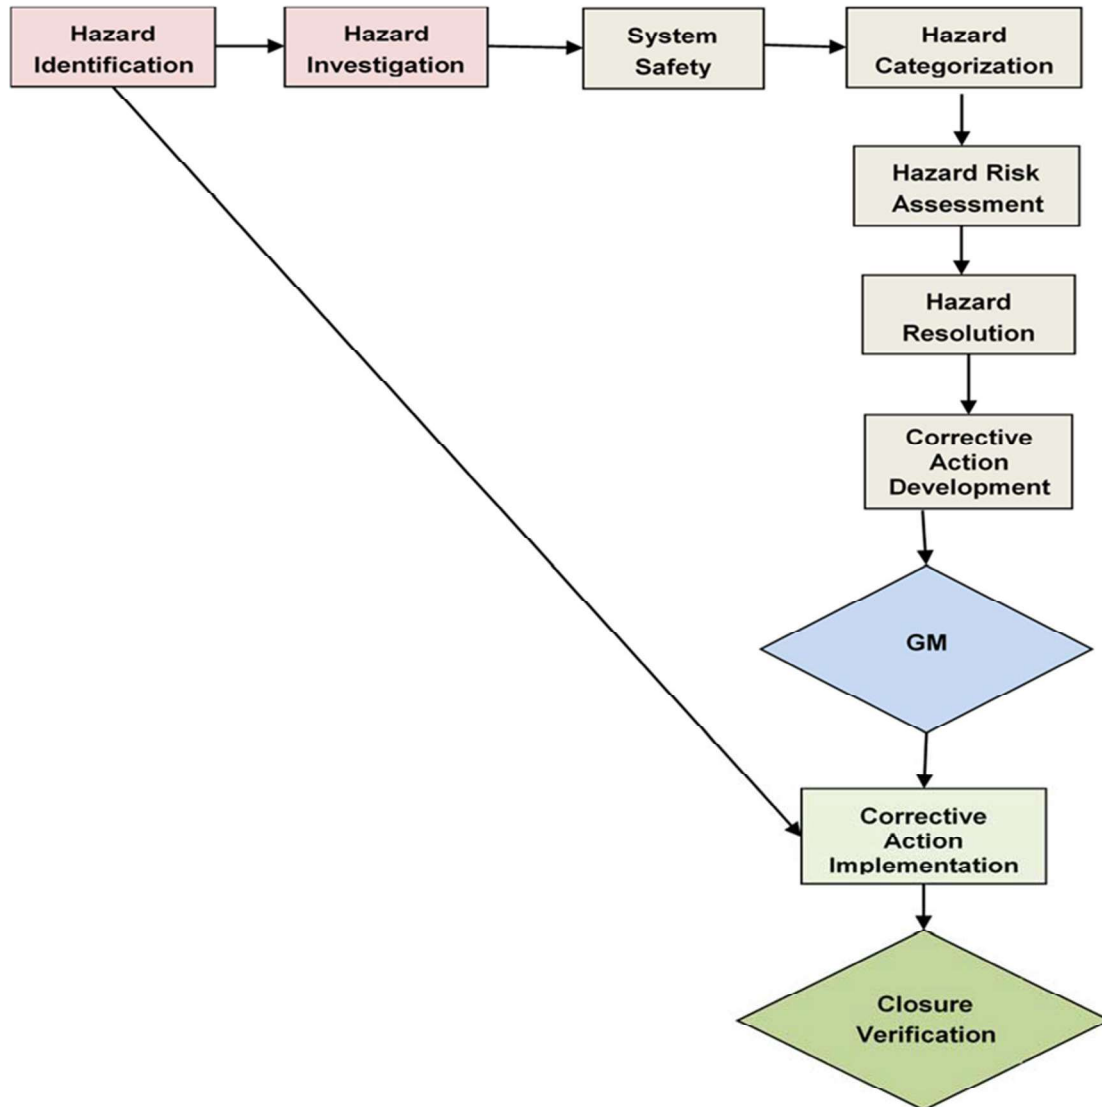 Hazard
Identification
Hazard
Investigation
System
Safety
Hazard
Categorization
Hazard Risk
Assessment
Hazard
Resolution
Corrective
Action
Development
GM
Corrective
Action
Implementation
Closure
Verification